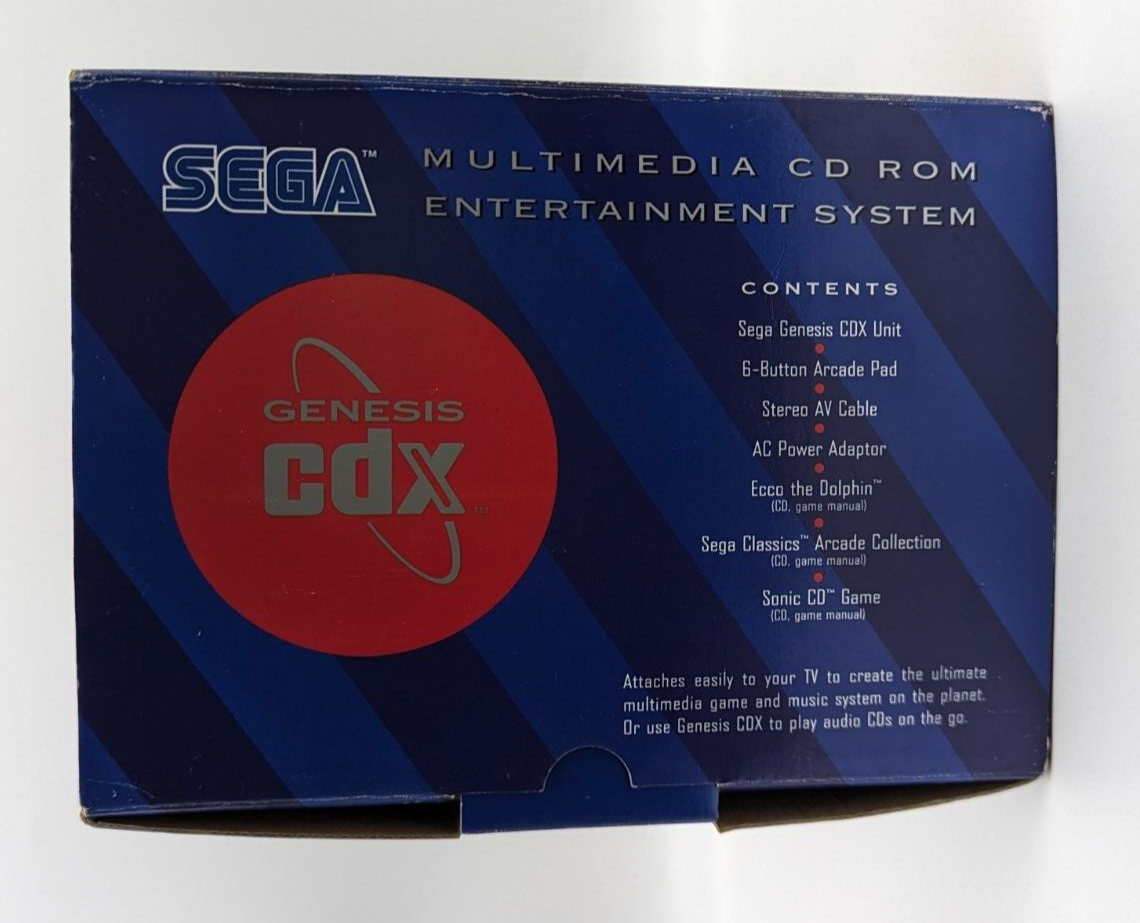 SEGA™
MULTIMEDIA CD ROM
ENTERTAINMENT SYSTEM
GENESIS
cdx™
CONTENTS
Sega Genesis CDX Unit
6-Button Arcade Pad
Stereo AV Cable
AC Power Adaptor
Ecco the Dolphin™
(CD, game manual)
Sega Classics™ Arcade Collection
(CD, game manual)
Sonic CD™ Game
(CD, game manual)
Attaches easily to your TV to create the ultimate
multimedia game and music system on the planet.
Or use Genesis CDX to play audio CDs on the go.